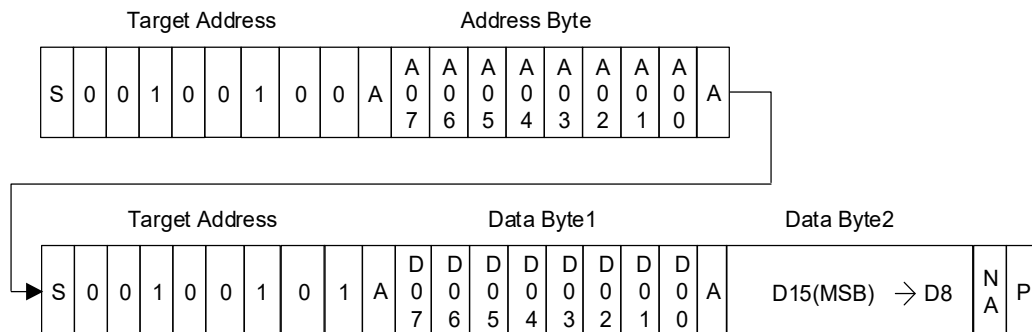 Target Address Address Byte
S 0 0 1 0 0 1 0 0 A A07 A06 A05 A04 A03 A02 A01 A00 A
Target Address Data Byte1 Data Byte2
S 0 0 1 0 0 1 0 1 A D07 D06 D05 D04 D03 D02 D01 D00 A D15(MSB) → D8 NA P